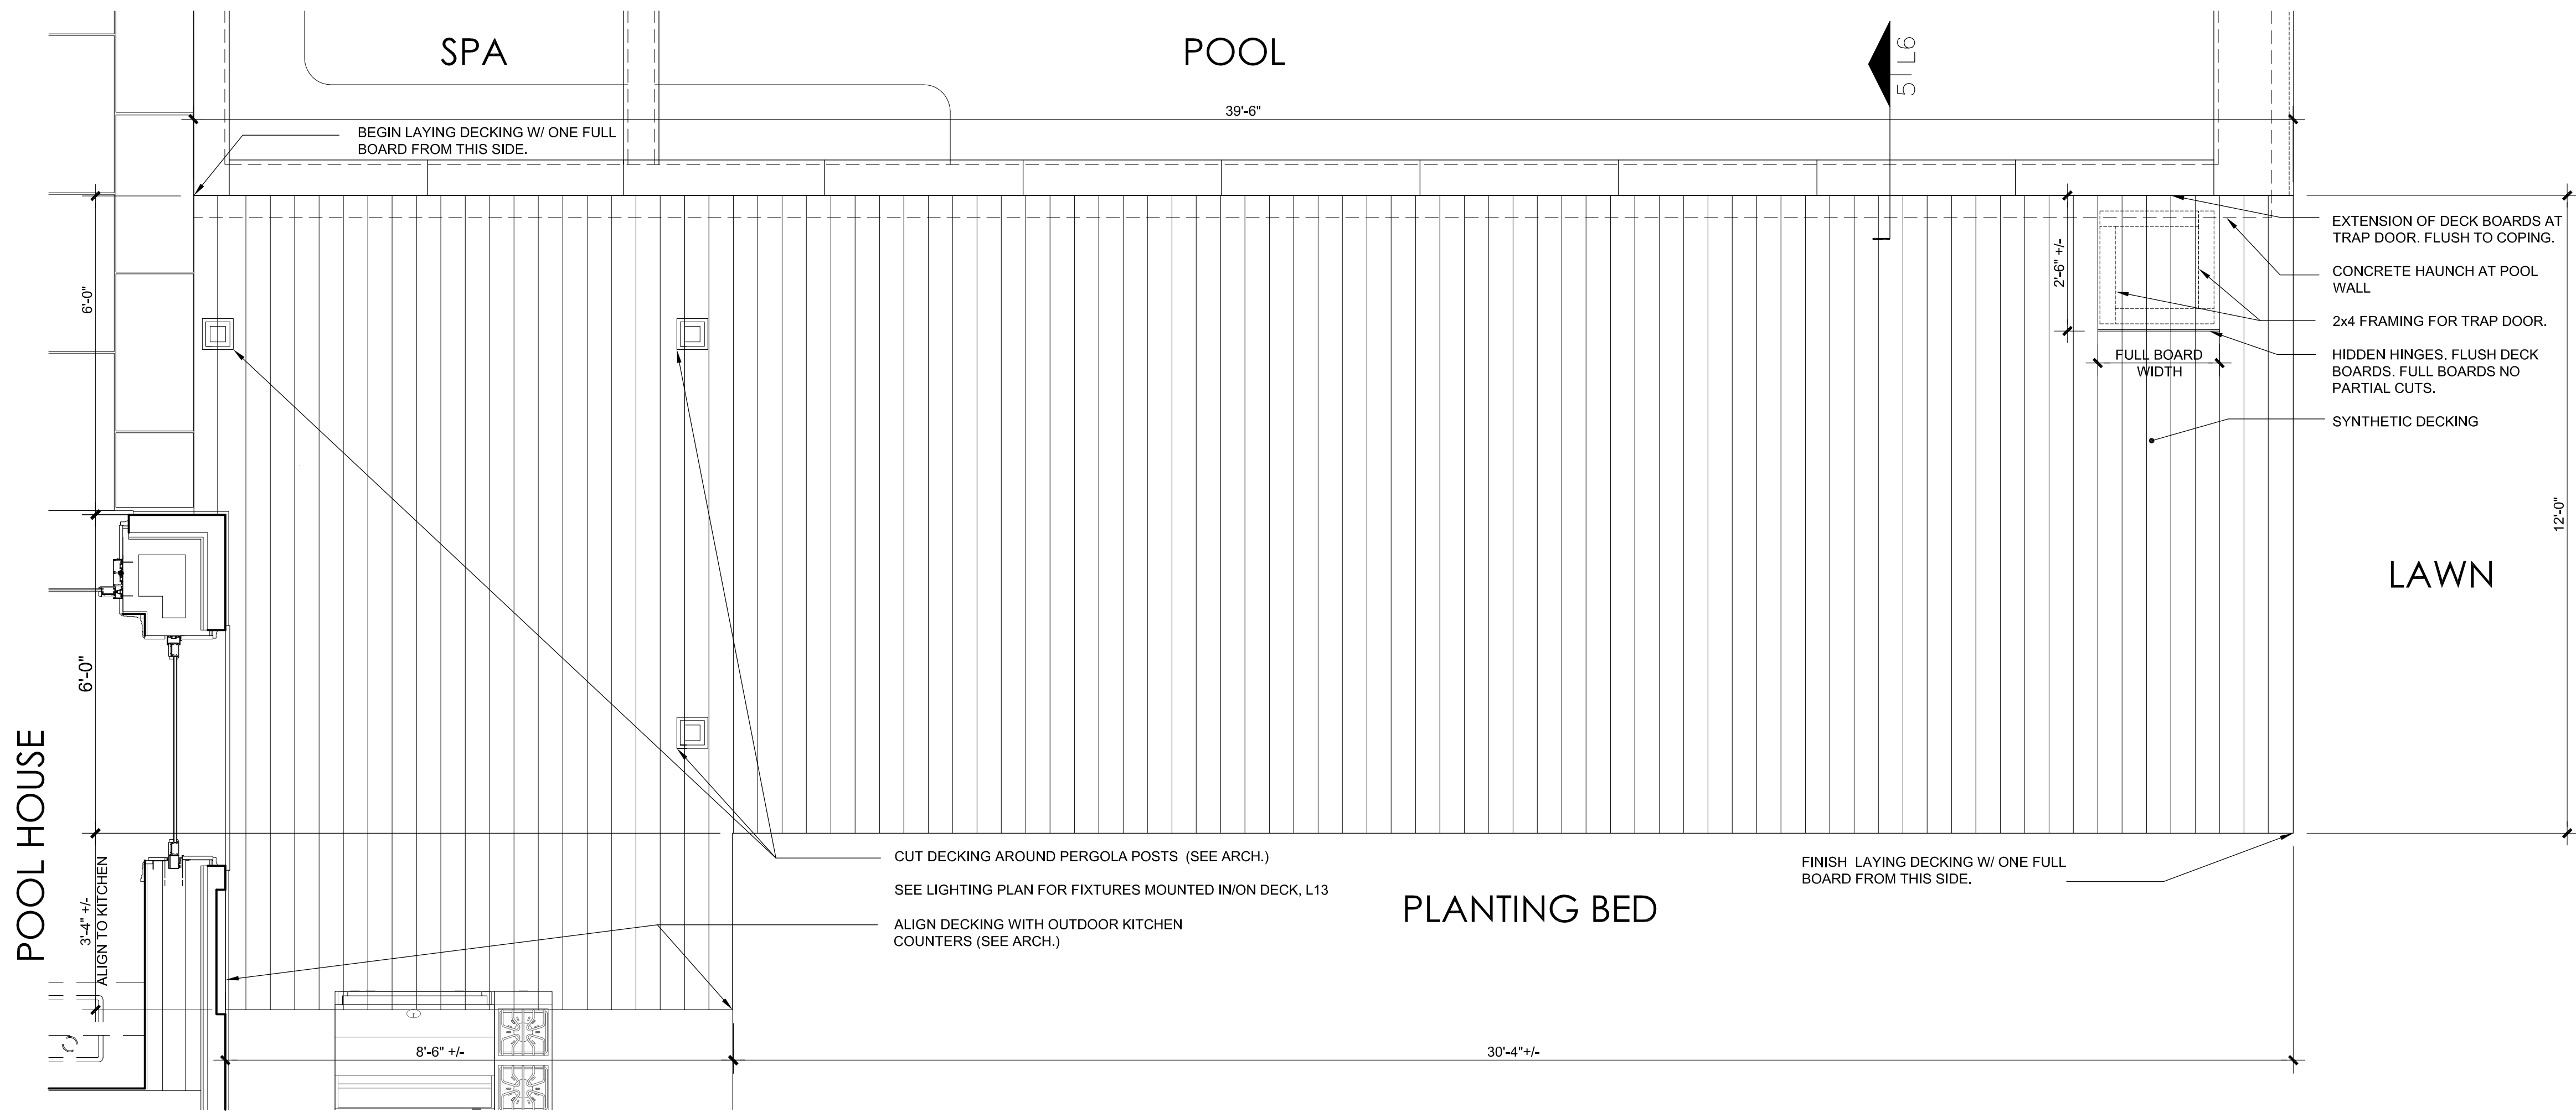 SPA
POOL
5 | L6
39'-6"
BEGIN LAYING DECKING W/ ONE FULL
BOARD FROM THIS SIDE.
6'-0"
2'-6" +/-
FULL BOARD
WIDTH
EXTENSION OF DECK BOARDS AT
TRAP DOOR. FLUSH TO COPING.
CONCRETE HAUNCH AT POOL
WALL
2x4 FRAMING FOR TRAP DOOR.
HIDDEN HINGES. FLUSH DECK
BOARDS. FULL BOARDS NO
PARTIAL CUTS.
SYNTHETIC DECKING
12'-0"
LAWN
6'-0"
POOL HOUSE
3'-4" +/-
ALIGN TO KITCHEN
CUT DECKING AROUND PERGOLA POSTS (SEE ARCH.)
SEE LIGHTING PLAN FOR FIXTURES MOUNTED IN/ON DECK, L13
ALIGN DECKING WITH OUTDOOR KITCHEN
COUNTERS (SEE ARCH.)
PLANTING BED
FINISH LAYING DECKING W/ ONE FULL
BOARD FROM THIS SIDE.
8'-6" +/-
30'-4"+/-